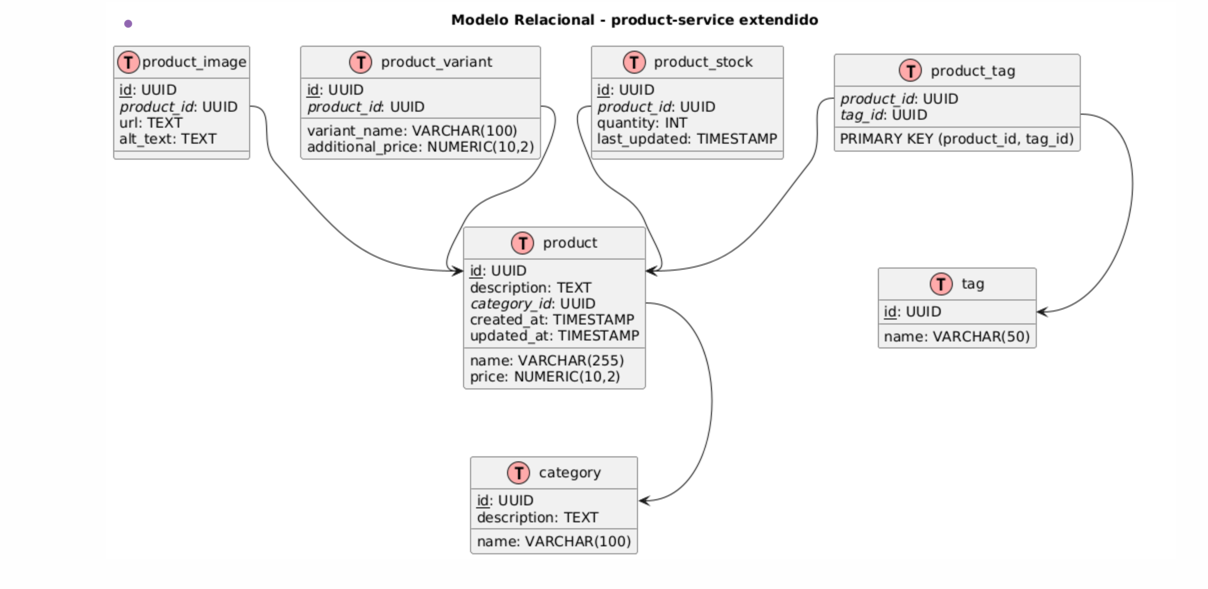 Modelo Relacional - product-service extendido
T product_image
id: UUID
product_id: UUID
url: TEXT
alt_text: TEXT
T product_variant
id: UUID
product_id: UUID
variant_name: VARCHAR(100)
additional_price: NUMERIC(10,2)
T product_stock
id: UUID
product_id: UUID
quantity: INT
last_updated: TIMESTAMP
T product_tag
product_id: UUID
tag_id: UUID
PRIMARY KEY (product_id, tag_id)
T product
id: UUID
description: TEXT
category_id: UUID
created_at: TIMESTAMP
updated_at: TIMESTAMP
name: VARCHAR(255)
price: NUMERIC(10,2)
T tag
id: UUID
name: VARCHAR(50)
T category
id: UUID
description: TEXT
name: VARCHAR(100)